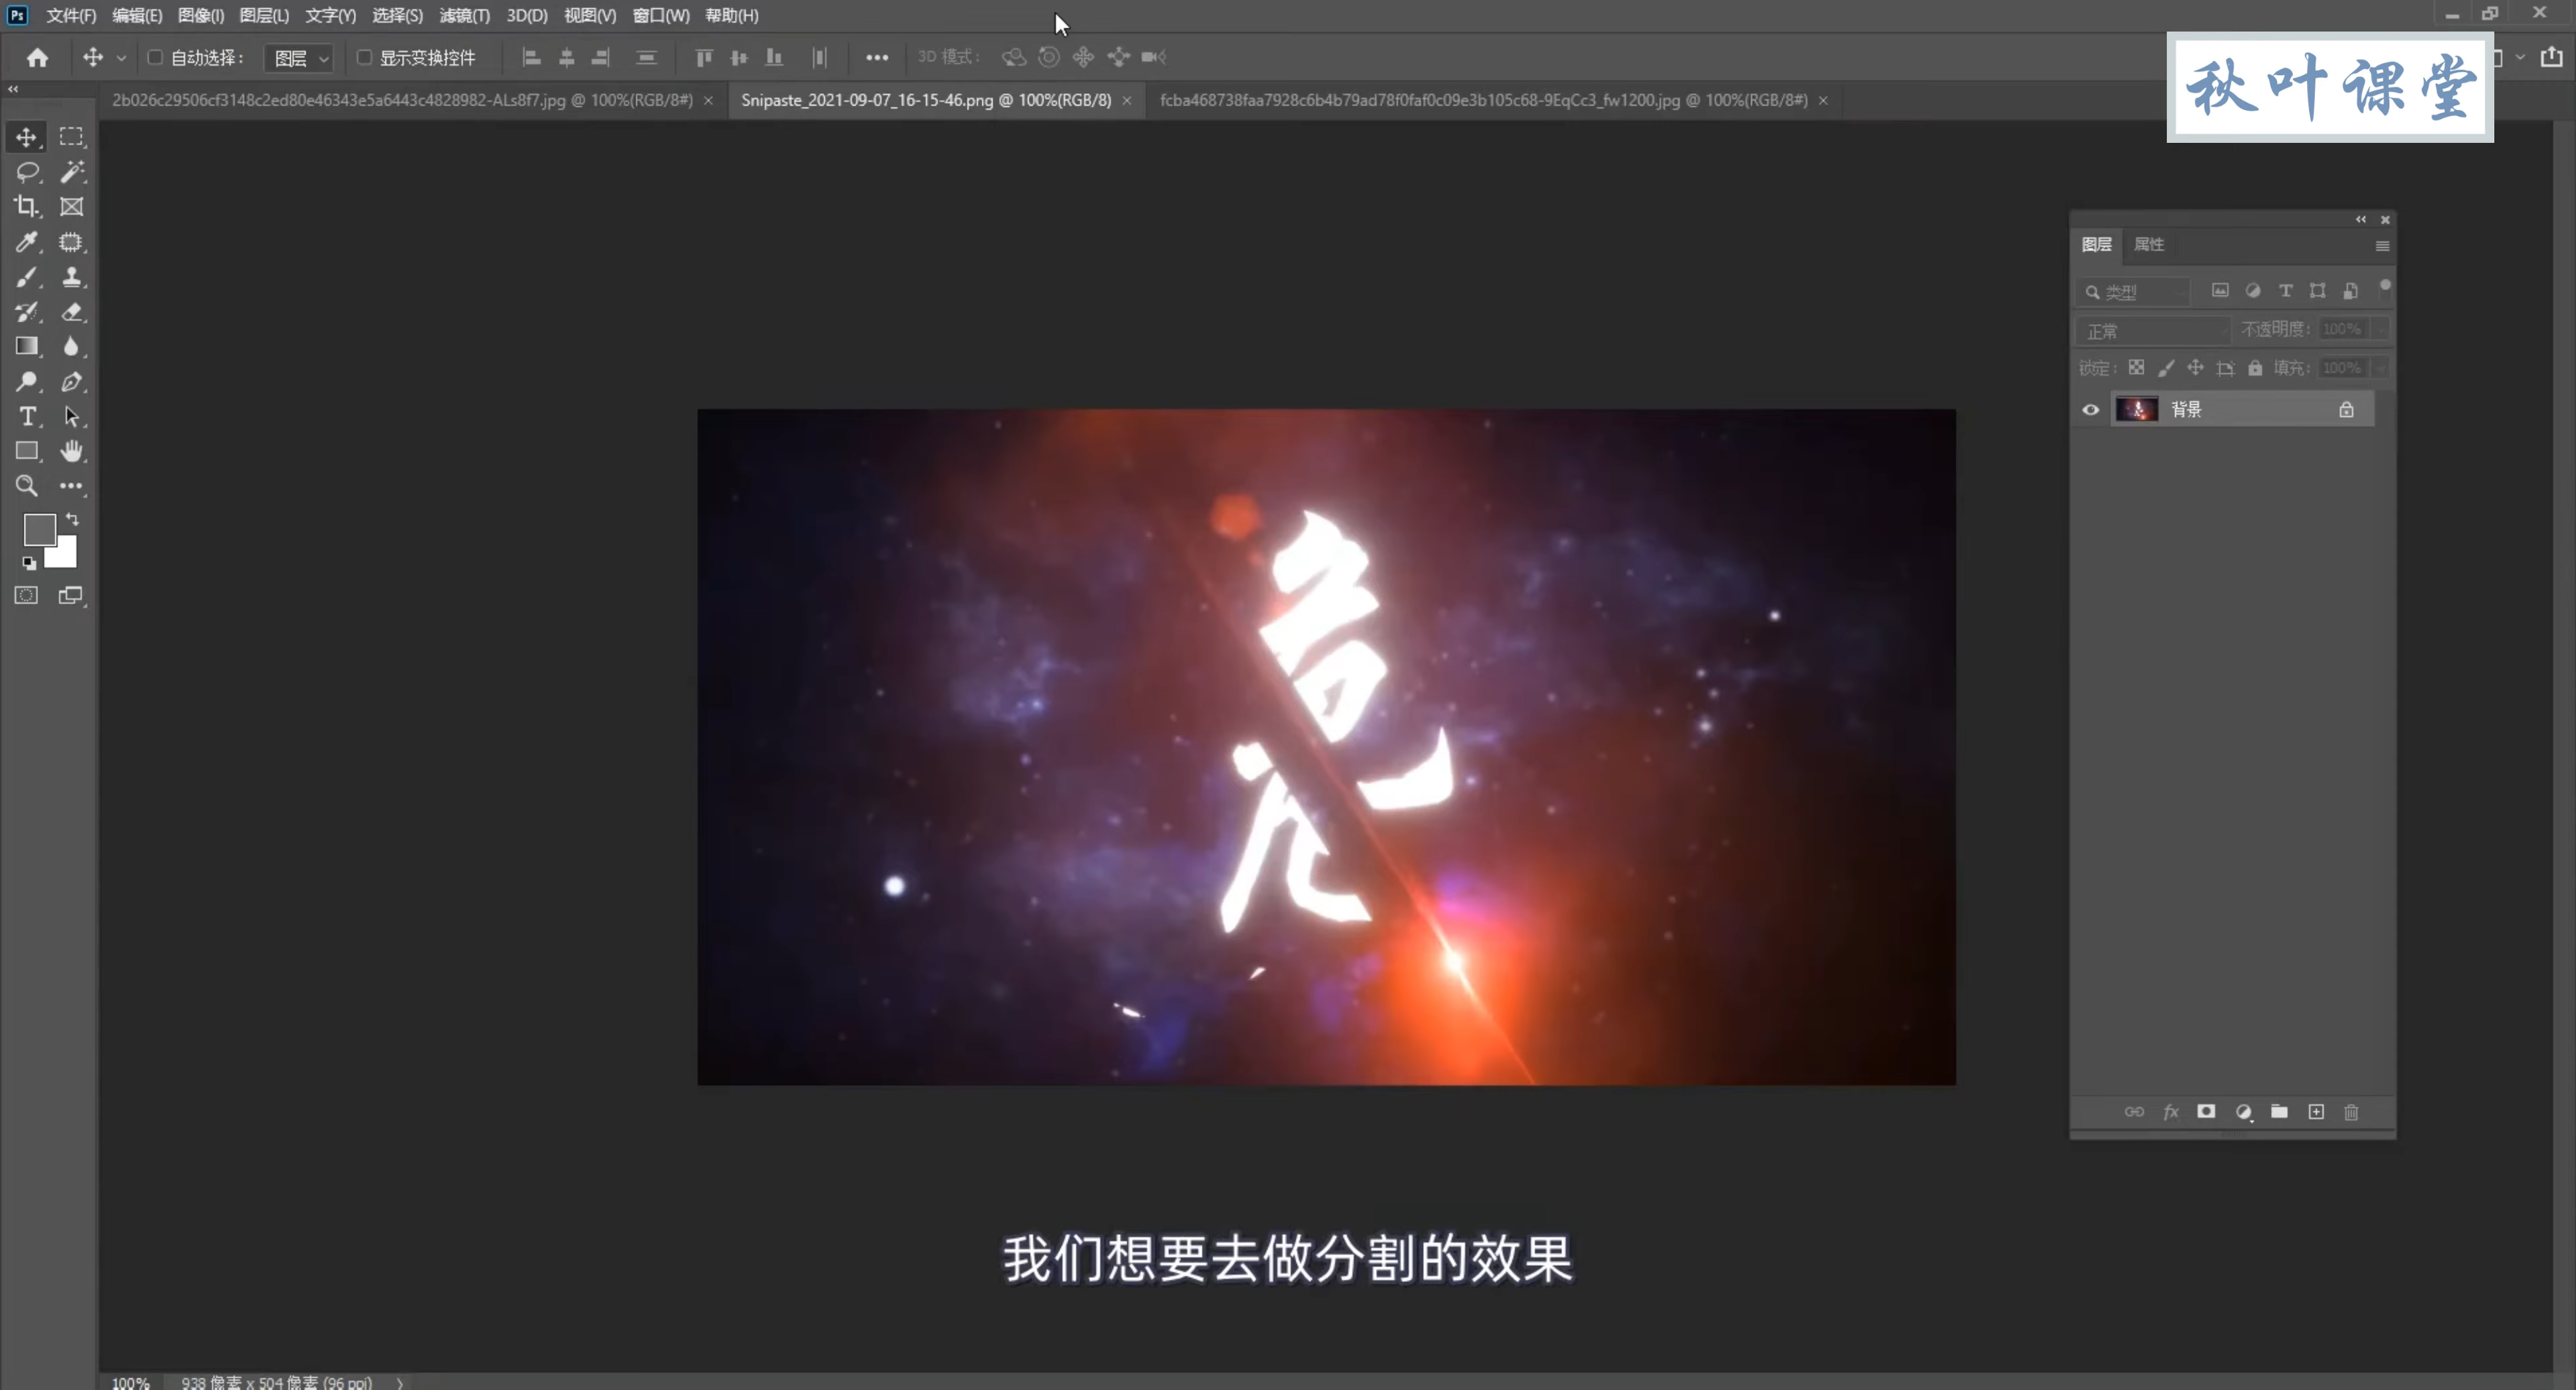 Ps 文件(F) 编辑(E) 图像(I) 图层(L) 文字(Y) 选择(S) 滤镜(T) 3D(D) 视图(V) 窗口(W) 帮助(H)
自动选择： 图层 显示变换控件 3D 模式：
秋叶课堂
2b026c29506cf3148c2ed80e46343e5a6443c4828982-ALs8f7.jpg @ 100%(RGB/8#) × Snipaste_2021-09-07_16-15-46.png @ 100%(RGB/8) × fcba468738faa7928c6b4b79ad78f0faf0c09e3b105c68-9EqCc3_fw1200.jpg @ 100%(RGB/8#) ×
图层 属性
类型
正常 不透明度： 100%
锁定： 填充： 100%
背景
fx
我们想要去做分割的效果
100% 938 像素 x 504 像素 (96 ppi)